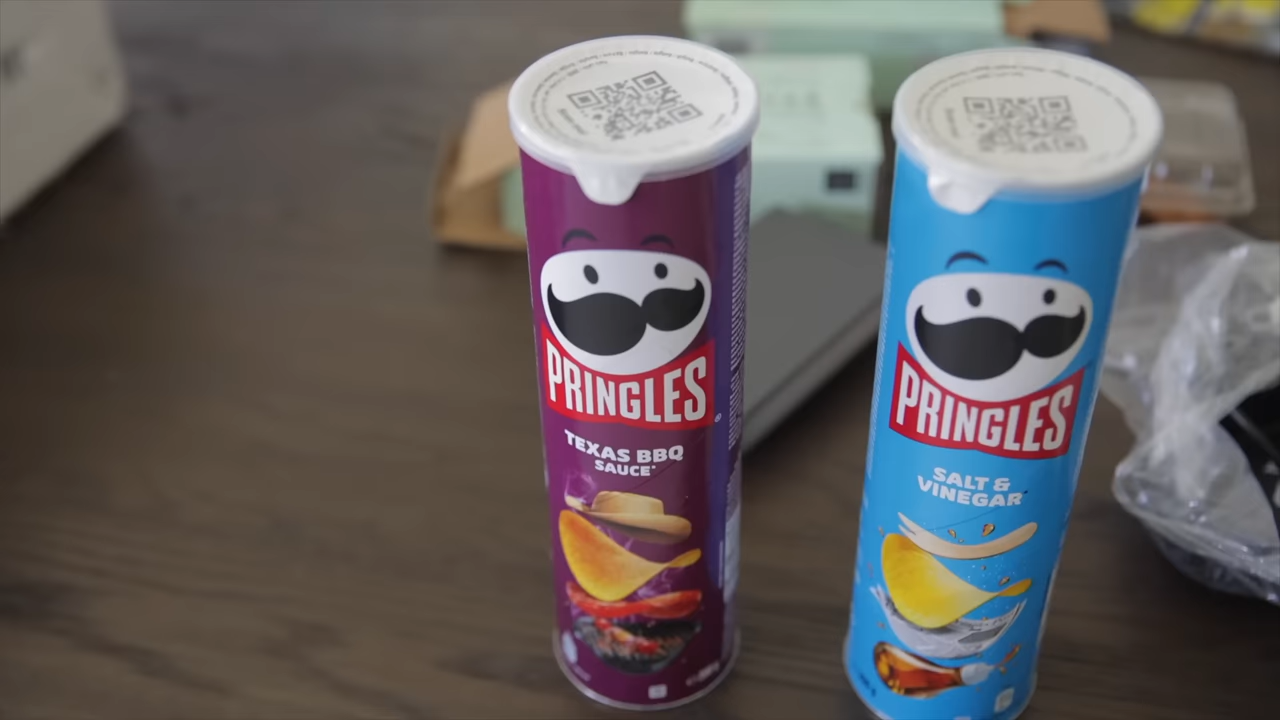 PRINGLES
TEXAS BBQ
SAUCE*
PRINGLES
SALT &
VINEGAR